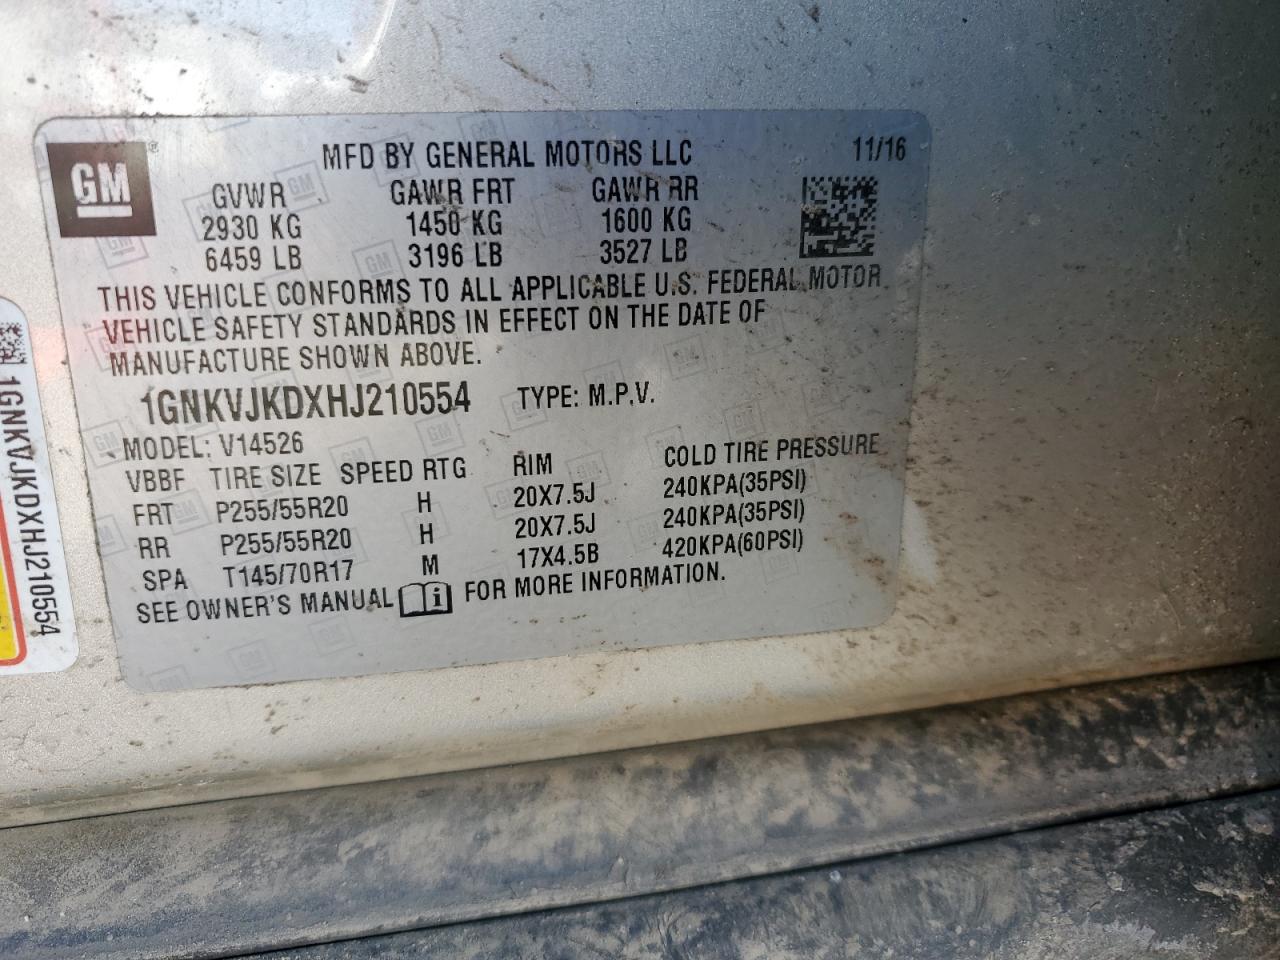 GM
MFD BY GENERAL MOTORS LLC 11/16
GVWR GAWR FRT GAWR RR
2930 KG 1450 KG 1600 KG
6459 LB 3196 LB 3527 LB
THIS VEHICLE CONFORMS TO ALL APPLICABLE U.S. FEDERAL MOTOR
VEHICLE SAFETY STANDARDS IN EFFECT ON THE DATE OF
MANUFACTURE SHOWN ABOVE.
1GNKVJKDXHJ210554 TYPE: M.P.V.
MODEL: V14526
VBBF TIRE SIZE SPEED RTG RIM COLD TIRE PRESSURE
FRT P255/55R20 H 20X7.5J 240KPA(35PSI)
RR P255/55R20 H 20X7.5J 240KPA(35PSI)
SPA T145/70R17 M 17X4.5B 420KPA(60PSI)
SEE OWNER'S MANUAL i FOR MORE INFORMATION.
1GNKVJKDXHJ210554